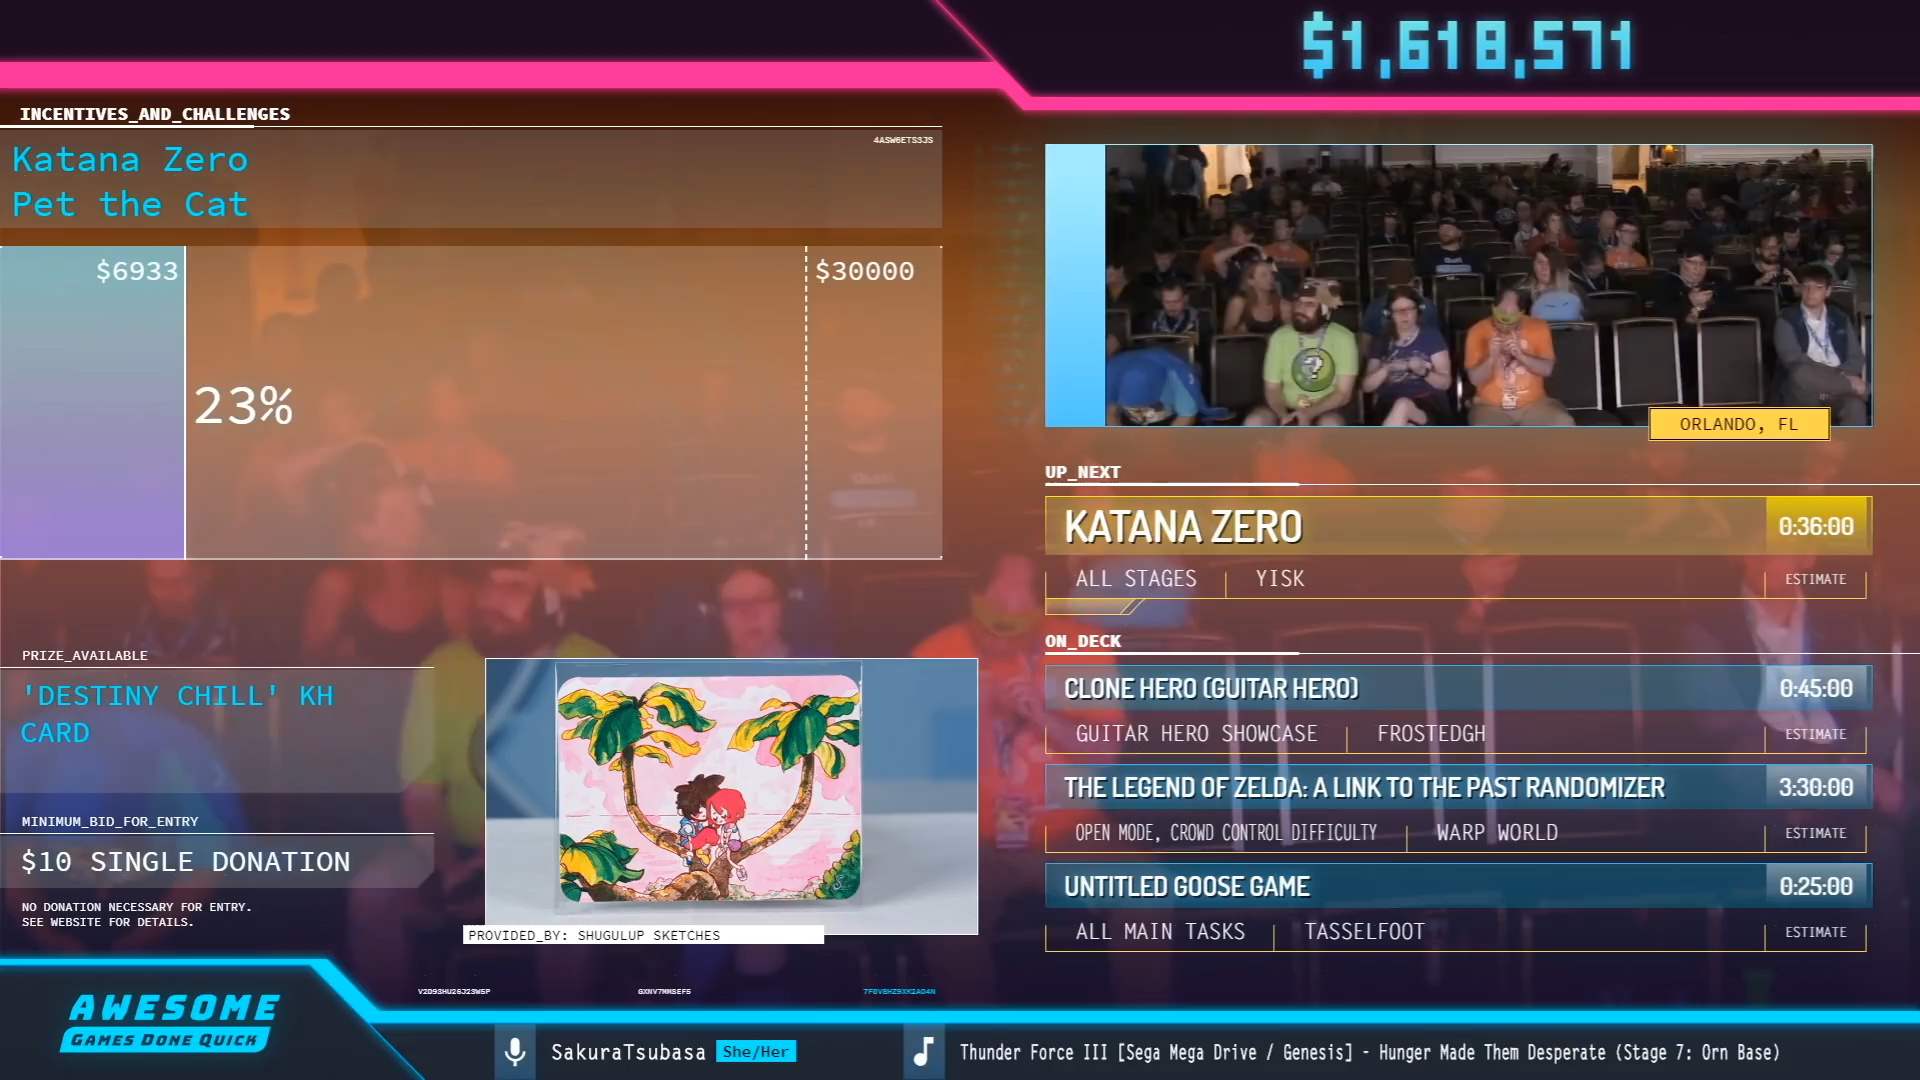 $1,618,571
INCENTIVES_AND_CHALLENGES
4ASW6ETS3JS
Katana Zero
Pet the Cat
$6933
$30000
23%
ORLANDO, FL
UP_NEXT
KATANA ZERO
0:36:00
ALL STAGES
YISK
ESTIMATE
ON_DECK
CLONE HERO (GUITAR HERO)
0:45:00
GUITAR HERO SHOWCASE
FROSTEDGH
ESTIMATE
THE LEGEND OF ZELDA: A LINK TO THE PAST RANDOMIZER
3:30:00
OPEN MODE, CROWD CONTROL DIFFICULTY
WARP WORLD
ESTIMATE
UNTITLED GOOSE GAME
0:25:00
ALL MAIN TASKS
TASSELFOOT
ESTIMATE
PRIZE_AVAILABLE
'DESTINY CHILL' KH
CARD
MINIMUM_BID_FOR_ENTRY
$10 SINGLE DONATION
NO DONATION NECESSARY FOR ENTRY.
SEE WEBSITE FOR DETAILS.
PROVIDED_BY: SHUGULUP SKETCHES
AWESOME
GAMES DONE QUICK
SakuraTsubasa
She/Her
Thunder Force III [Sega Mega Drive / Genesis] - Hunger Made Them Desperate (Stage 7: Orn Base)